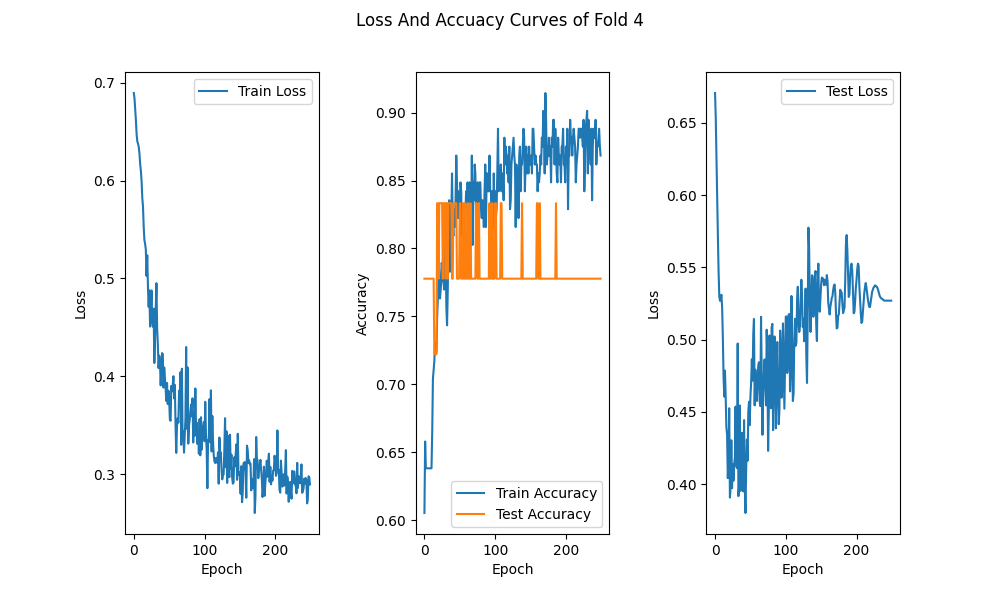 Loss And Accuacy Curves of Fold 4
Train Loss
0.7
0.6
0.5
0.4
0.3
Loss
0
100
200
Epoch
0.90
0.85
0.80
0.75
0.70
0.65
0.60
Accuracy
Train Accuracy
Test Accuracy
0
100
200
Epoch
Test Loss
0.65
0.60
0.55
0.50
0.45
0.40
Loss
0
100
200
Epoch